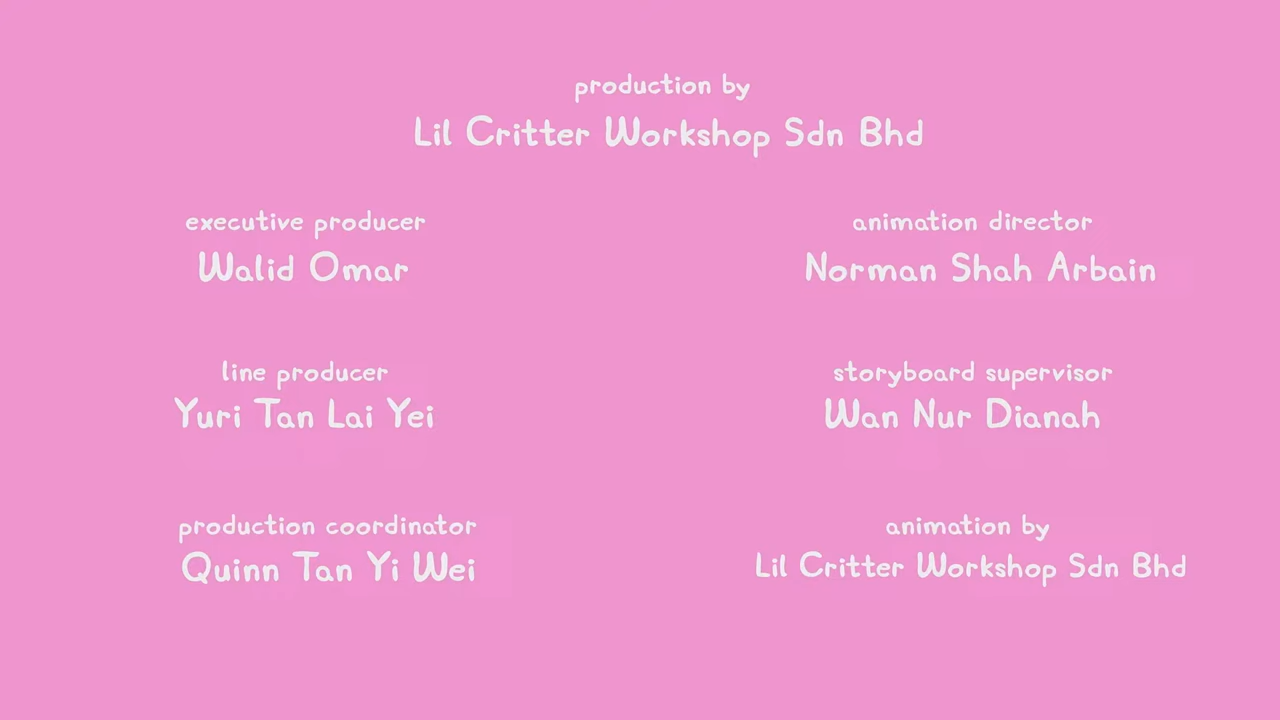 production by
Lil Critter Workshop Sdn Bhd
executive producer
Walid Omar
animation director
Norman Shah Arbain
line producer
Yuri Tan Lai Yei
storyboard supervisor
Wan Nur Dianah
production coordinator
Quinn Tan Yi Wei
animation by
Lil Critter Workshop Sdn Bhd